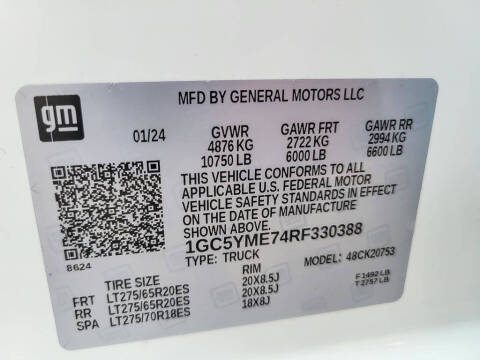 gm
MFD BY GENERAL MOTORS LLC
01/24 GVWR GAWR FRT GAWR RR
4876 KG 2722 KG 2994 KG
10750 LB 6000 LB 6600 LB
THIS VEHICLE CONFORMS TO ALL
APPLICABLE U.S. FEDERAL MOTOR
VEHICLE SAFETY STANDARDS IN EFFECT
ON THE DATE OF MANUFACTURE
SHOWN ABOVE.
1GC5YME74RF330388
8624
TYPE: TRUCK MODEL: 48CK20753
TIRE SIZE RIM
FRT LT275/65R20ES 20X8.5J F 1492 LB
RR LT275/65R20ES 20X8.5J T 2757 LB
SPA LT275/70R18ES 18X8J